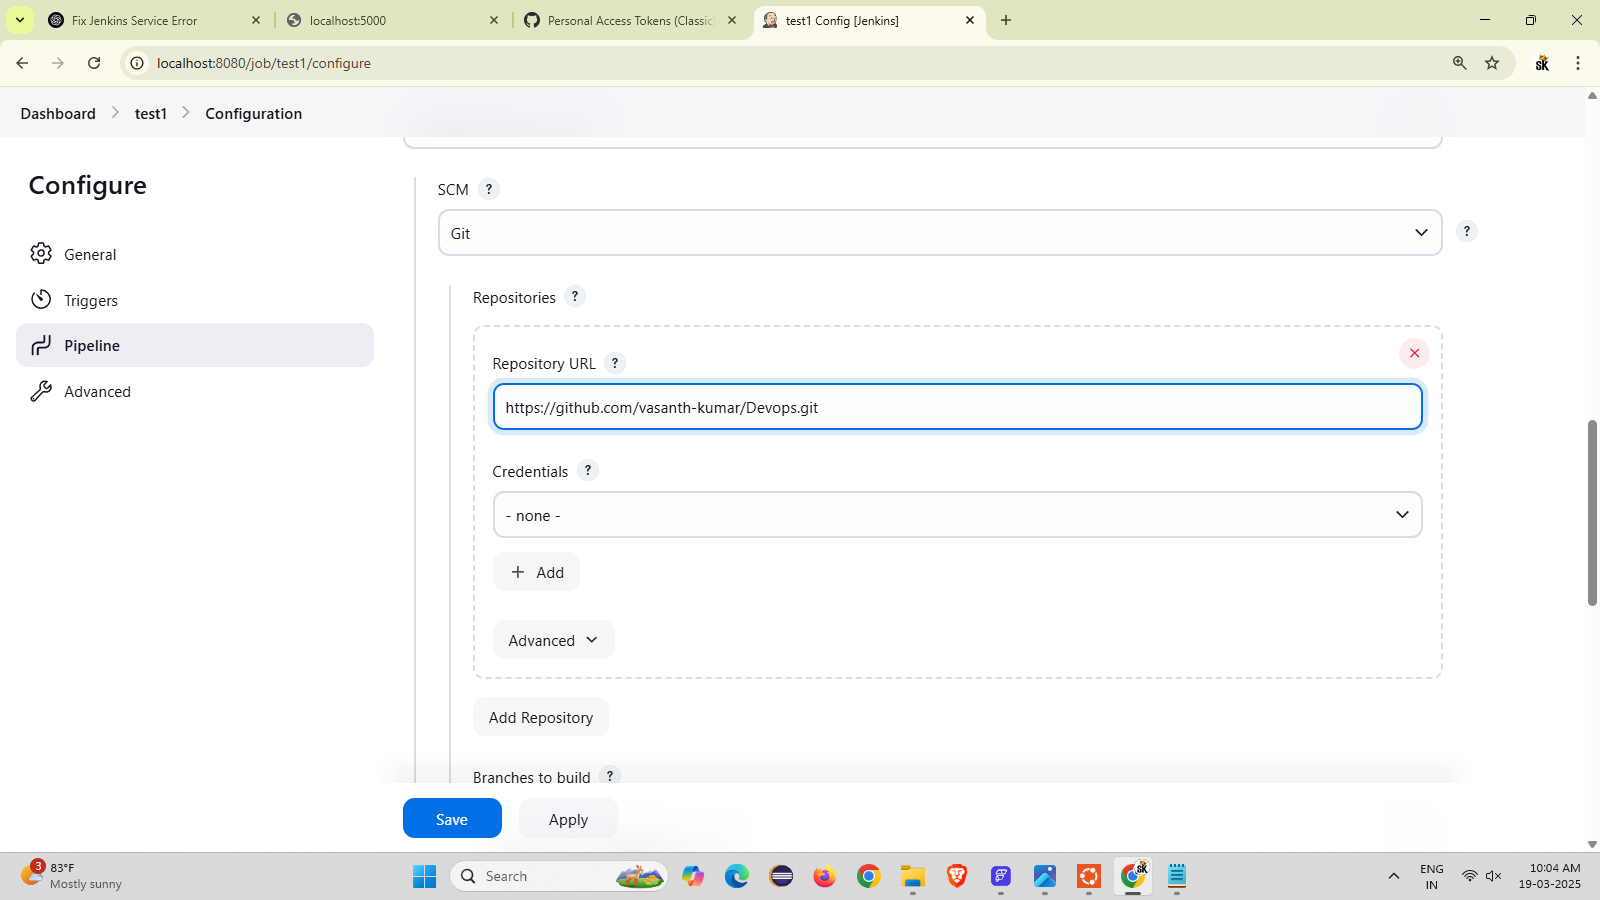 Fix Jenkins Service Error
localhost:5000
Personal Access Tokens (Classic
test1 Config [Jenkins]
localhost:8080/job/test1/configure
SK
Dashboard > test1 > Configuration
Configure
General
Triggers
Pipeline
Advanced
SCM ?
Git
?
Repositories ?
Repository URL ?
https://github.com/vasanth-kumar/Devops.git
Credentials ?
- none -
+ Add
Advanced
Add Repository
Branches to build ?
Save
Apply
3
83°F
Mostly sunny
Search
SK
ENG
IN
10:04 AM
19-03-2025